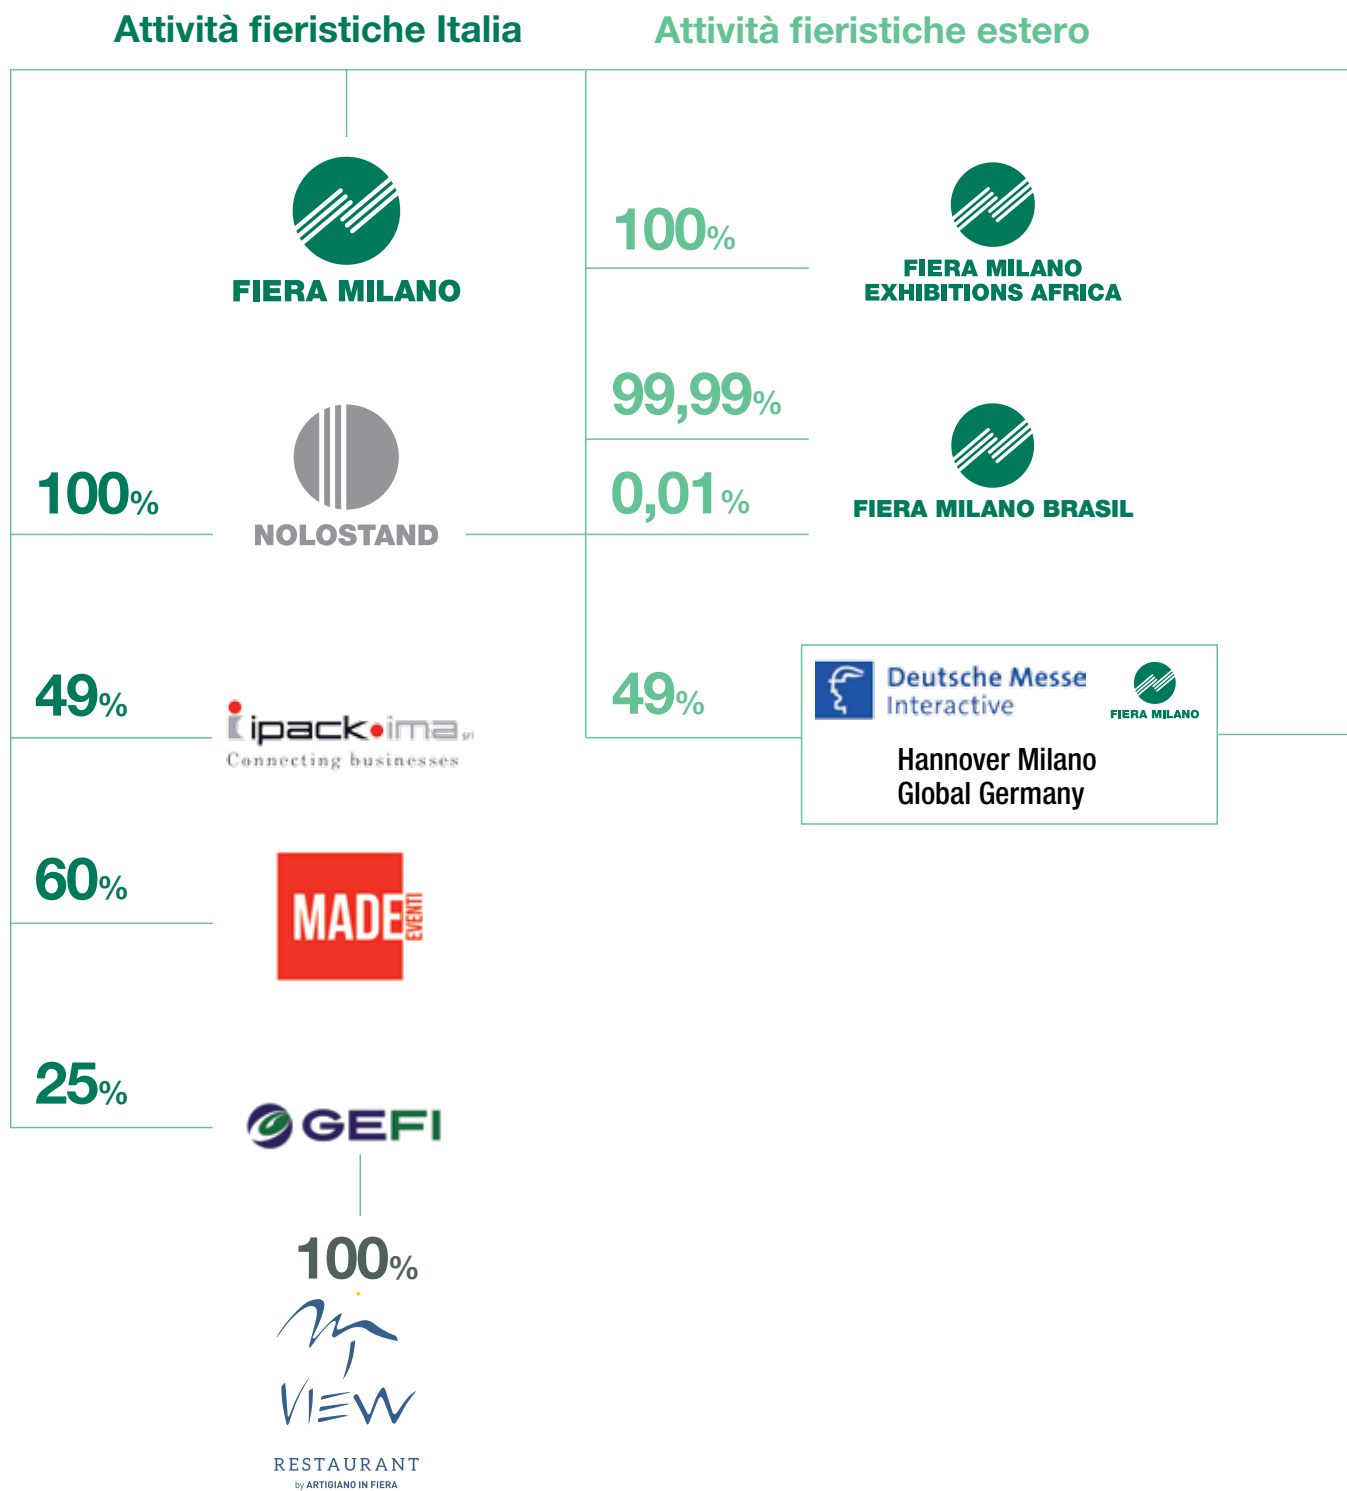 Attività fieristiche Italia
FIERA MILANO
100%
NOLOSTAND
49%
ipack ima srl
Connecting businesses
60%
MADE
EVENTI
25%
GEFI
100%
my
VIEW
RESTAURANT
by ARTIGIANO IN FIERA
Attività fieristiche estero
100%
FIERA MILANO
EXHIBITIONS AFRICA
99,99%
0,01%
FIERA MILANO BRASIL
49%
Deutsche Messe
Interactive
FIERA MILANO
Hannover Milano
Global Germany